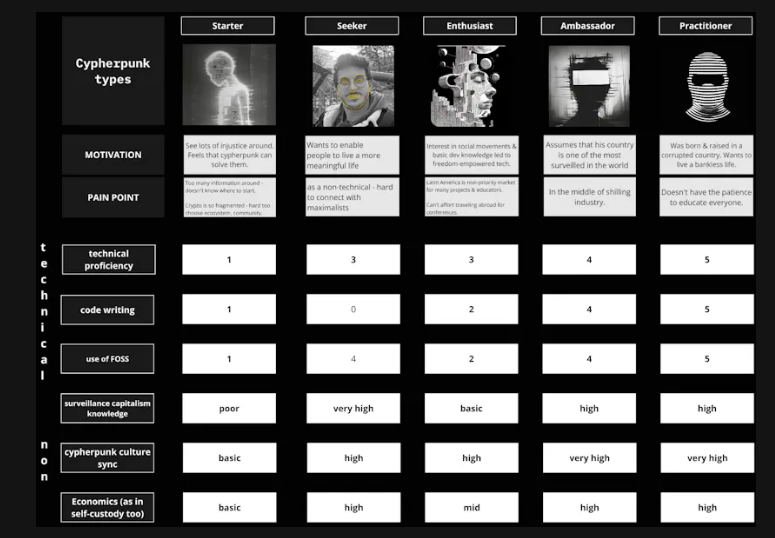 Starter
Seeker
Enthusiast
Ambassador
Practitioner
Cypherpunk
types
MOTIVATION
See lots of injustice around.
Feels that cypherpunk can
solve them.
Wants to enable
people to live a more
meaningful life
Interest in social movements &
basic dev knowledge led to
freedom-empowered tech.
Assumes that his country
is one of the most
surveilled in the world
Was born & raised in a
corrupted country. Wants to
live a bankless life.
PAIN POINT
Too many information around -
doesn't know where to start.
Crypto is so fragmented - hard too
choose ecosystem, community.
as a non-technical - hard
to connect with
maximalists
Latin America is non-priority market
for many projects & educators.
Can't affort traveling abroad for
conferences.
In the middle of shilling
industry.
Doesn't have the patience
to educate everyone.
technical
technical
proficiency
1
3
3
4
5
code writing
1
0
2
4
5
use of FOSS
1
4
2
4
5
non
surveillance capitalism
knowledge
poor
very high
basic
high
high
cypherpunk culture
sync
basic
high
high
very high
very high
Economics (as in
self-custody too)
basic
high
mid
high
high